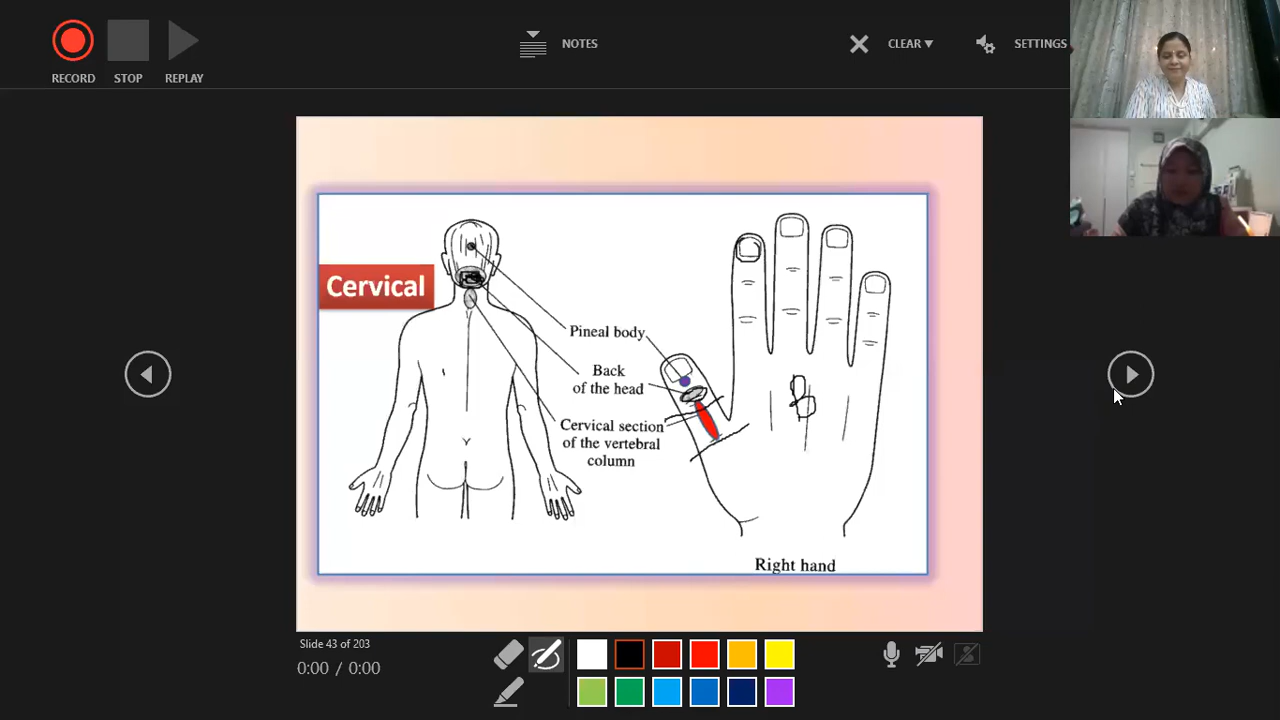 NOTES
CLEAR
SETTINGS
RECORD
STOP
REPLAY
Cervical
Pineal body
Back
of the head
Cervical section
of the vertebral
column
B
Right hand
Slide 43 of 203
0:00 / 0:00